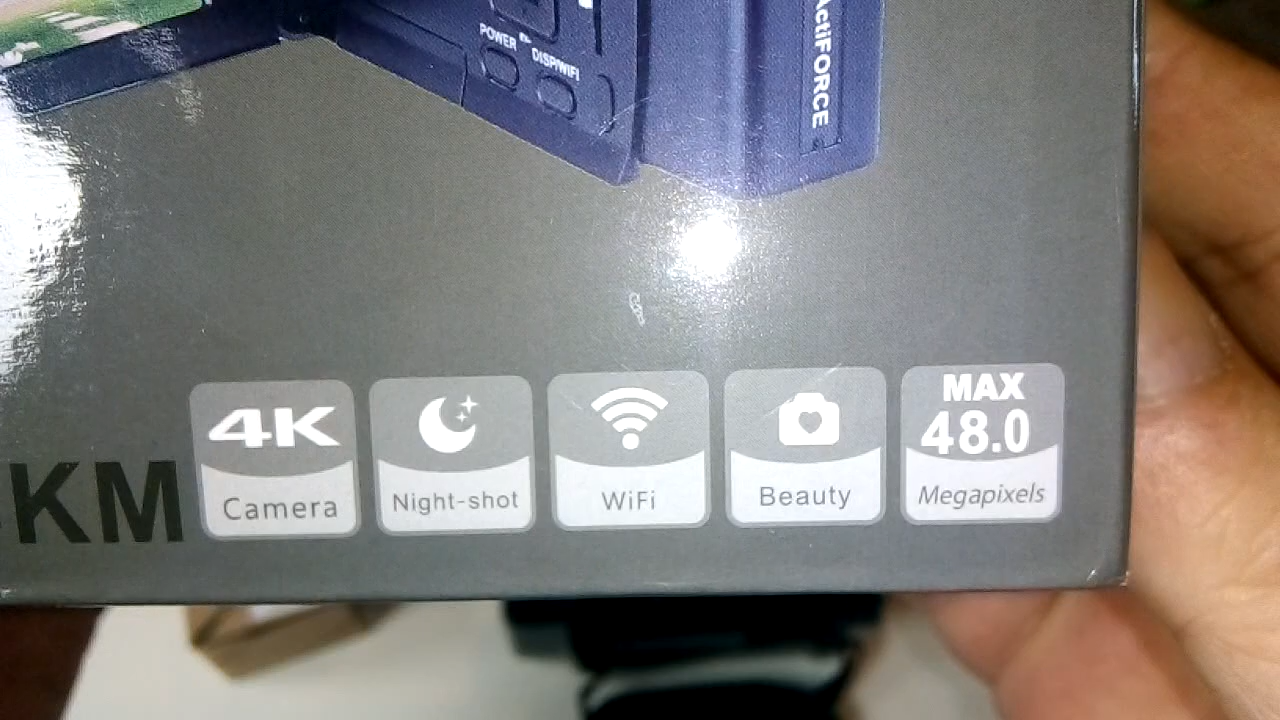 POWER
DISP/WIFI
ActiFORCE
KM
4K
Camera
Night-shot
WiFi
Beauty
MAX
48.0
Megapixels